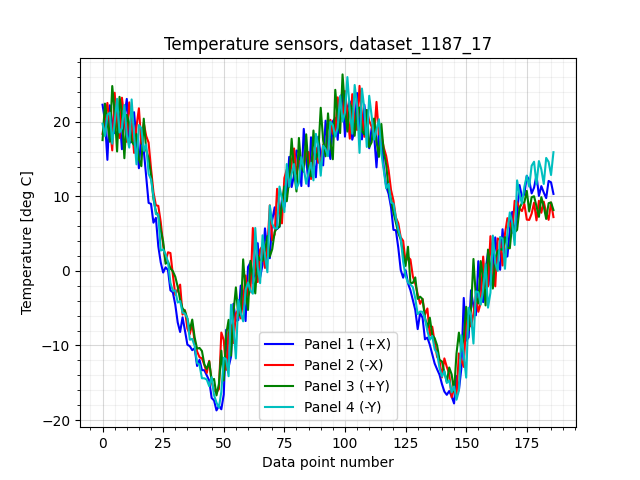 Temperature sensors, dataset_1187_17
Temperature [deg C]
20
10
0
−10
−20
Panel 1 (+X)
Panel 2 (-X)
Panel 3 (+Y)
Panel 4 (-Y)
0 25 50 75 100 125 150 175
Data point number